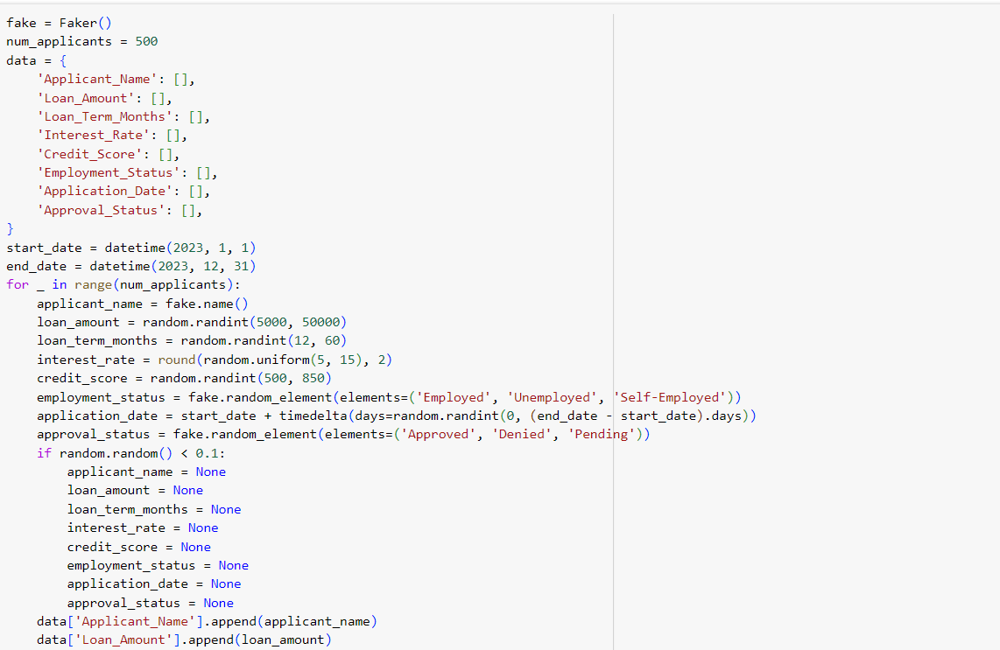 fake = Faker()
num_applicants = 500
data = {
    'Applicant_Name': [],
    'Loan_Amount': [],
    'Loan_Term_Months': [],
    'Interest_Rate': [],
    'Credit_Score': [],
    'Employment_Status': [],
    'Application_Date': [],
    'Approval_Status': [],
}
start_date = datetime(2023, 1, 1)
end_date = datetime(2023, 12, 31)
for _ in range(num_applicants):
    applicant_name = fake.name()
    loan_amount = random.randint(5000, 50000)
    loan_term_months = random.randint(12, 60)
    interest_rate = round(random.uniform(5, 15), 2)
    credit_score = random.randint(500, 850)
    employment_status = fake.random_element(elements=('Employed', 'Unemployed', 'Self-Employed'))
    application_date = start_date + timedelta(days=random.randint(0, (end_date - start_date).days))
    approval_status = fake.random_element(elements=('Approved', 'Denied', 'Pending'))
    if random.random() < 0.1:
        applicant_name = None
        loan_amount = None
        loan_term_months = None
        interest_rate = None
        credit_score = None
        employment_status = None
        application_date = None
        approval_status = None
    data['Applicant_Name'].append(applicant_name)
    data['Loan_Amount'].append(loan_amount)